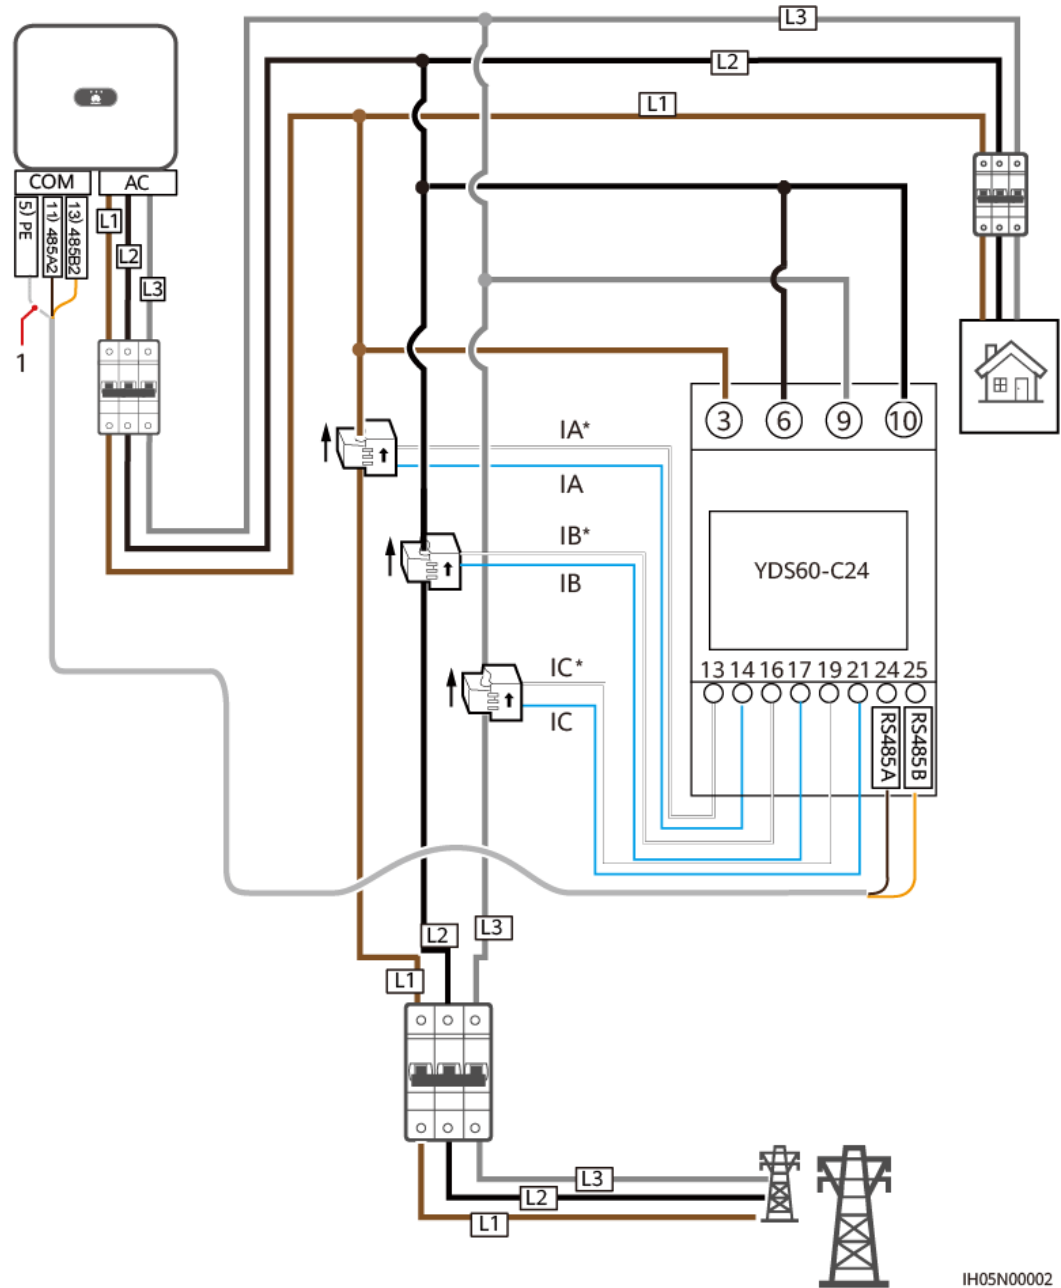 L3
L2
L1
COM
AC
5) PE
11) 485A2
13) 485B2
L1
L2
L3
1
3
6
9
10
IA*
IA
IB*
IB
YDS60-C24
IC*
IC
13 14 16 17 19 21 24 25
RS485A
RS485B
L3
L2
L1
L3
L2
L1
IH05N00002